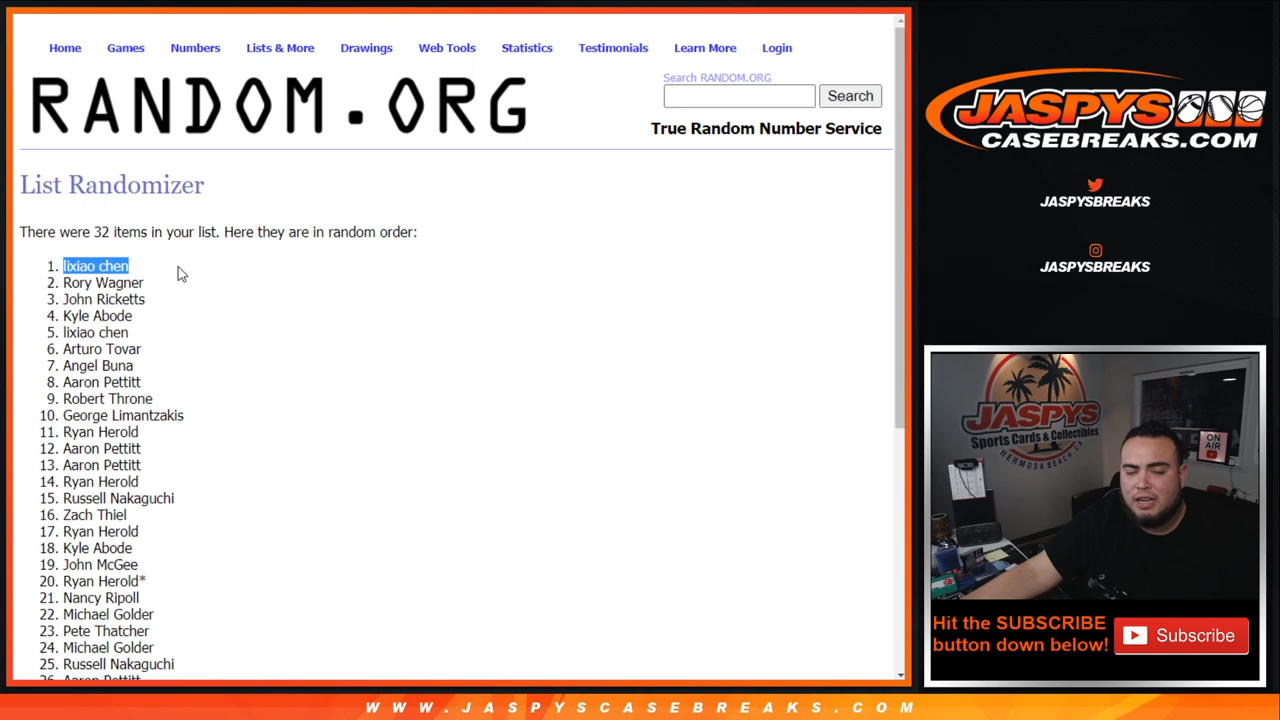 Home Games Numbers Lists & More Drawings Web Tools Statistics Testimonials Learn More Login
RANDOM.ORG
Search RANDOM.ORG
Search
True Random Number Service
List Randomizer
There were 32 items in your list. Here they are in random order:
1. lixiao chen
2. Rory Wagner
3. John Ricketts
4. Kyle Abode
5. lixiao chen
6. Arturo Tovar
7. Angel Buna
8. Aaron Pettitt
9. Robert Throne
10. George Limantzakis
11. Ryan Herold
12. Aaron Pettitt
13. Aaron Pettitt
14. Ryan Herold
15. Russell Nakaguchi
16. Zach Thiel
17. Ryan Herold
18. Kyle Abode
19. John McGee
20. Ryan Herold*
21. Nancy Ripoll
22. Michael Golder
23. Pete Thatcher
24. Michael Golder
25. Russell Nakaguchi
26. Aaron Pettitt
JASPYS
CASEBREAKS.COM
JASPYSBREAKS
JASPYSBREAKS
JASPYS
Sports Cards & Collectibles
HERMOSA BEACH, CA
ON
AIR
Hit the SUBSCRIBE
button down below!
Subscribe
WWW.JASPYSCASEBREAKS.COM